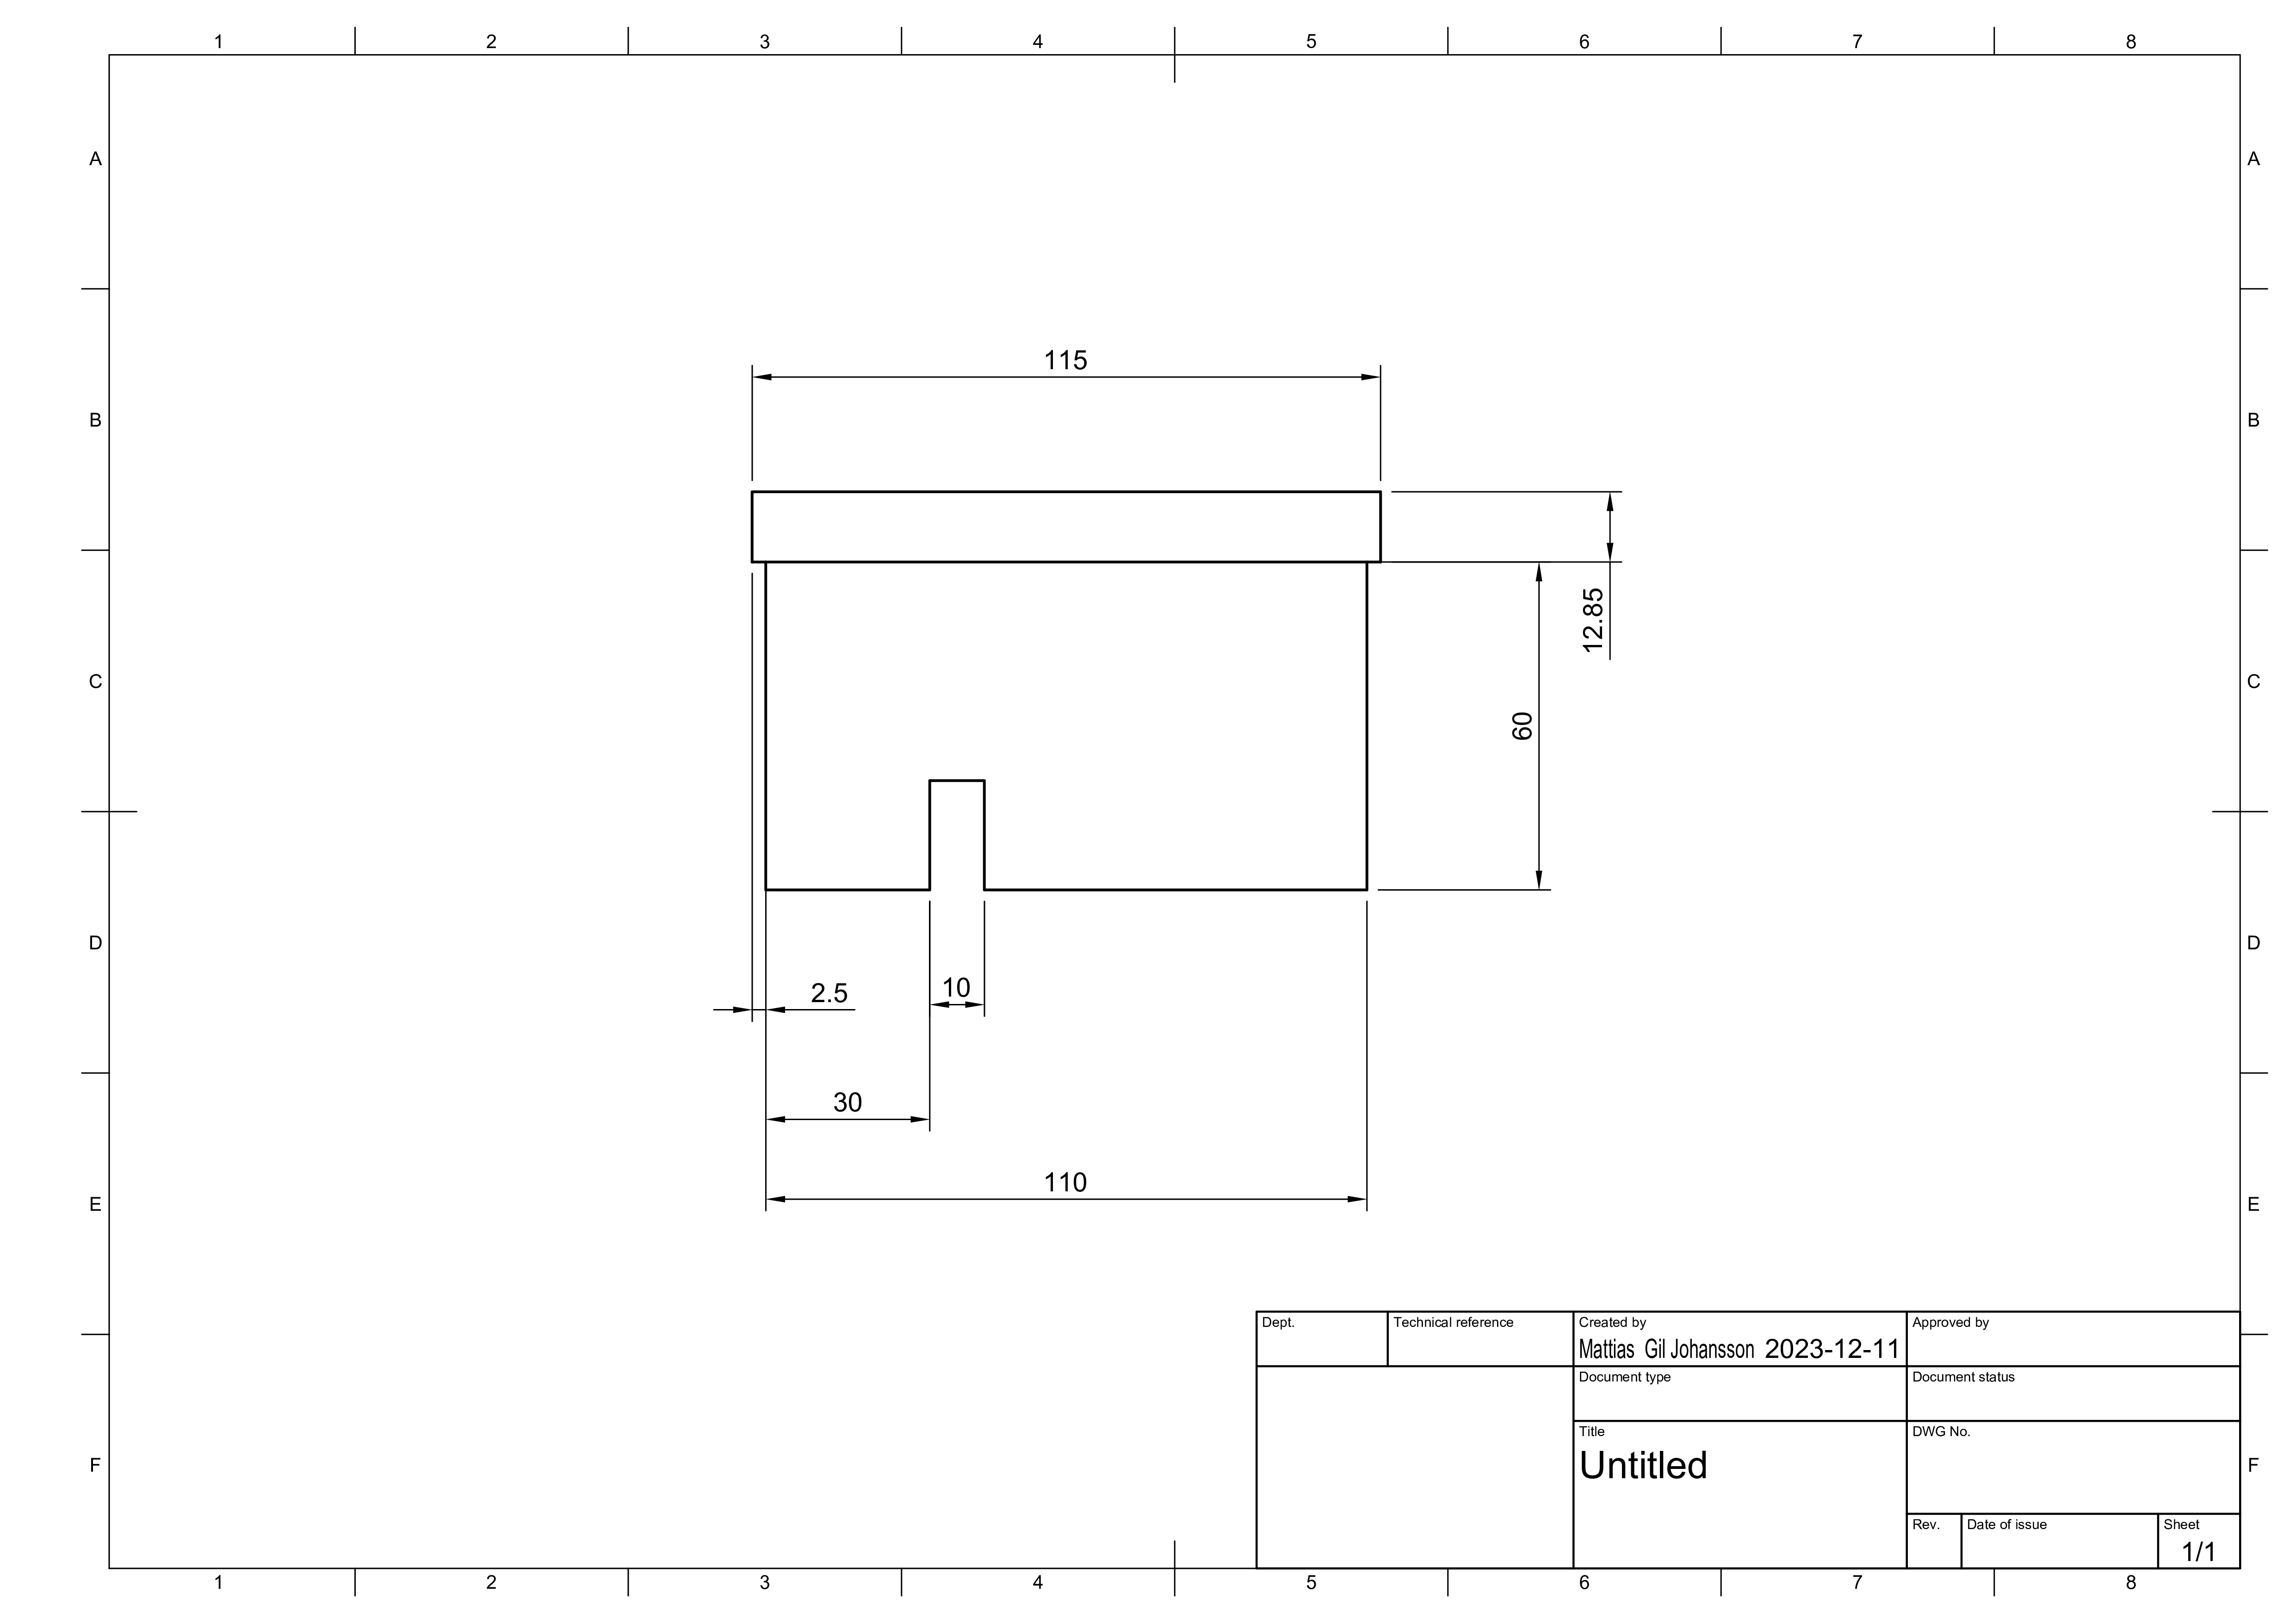 1 2 3 4 5 6 7 8
A A
B B
C C
D D
E E
F F
115
12.85
60
2.5
10
30
110
Dept. Technical reference Created by Approved by
Mattias Gil Johansson 2023-12-11
Document type Document status
Title DWG No.
Untitled
Rev. Date of issue Sheet
1/1
1 2 3 4 5 6 7 8